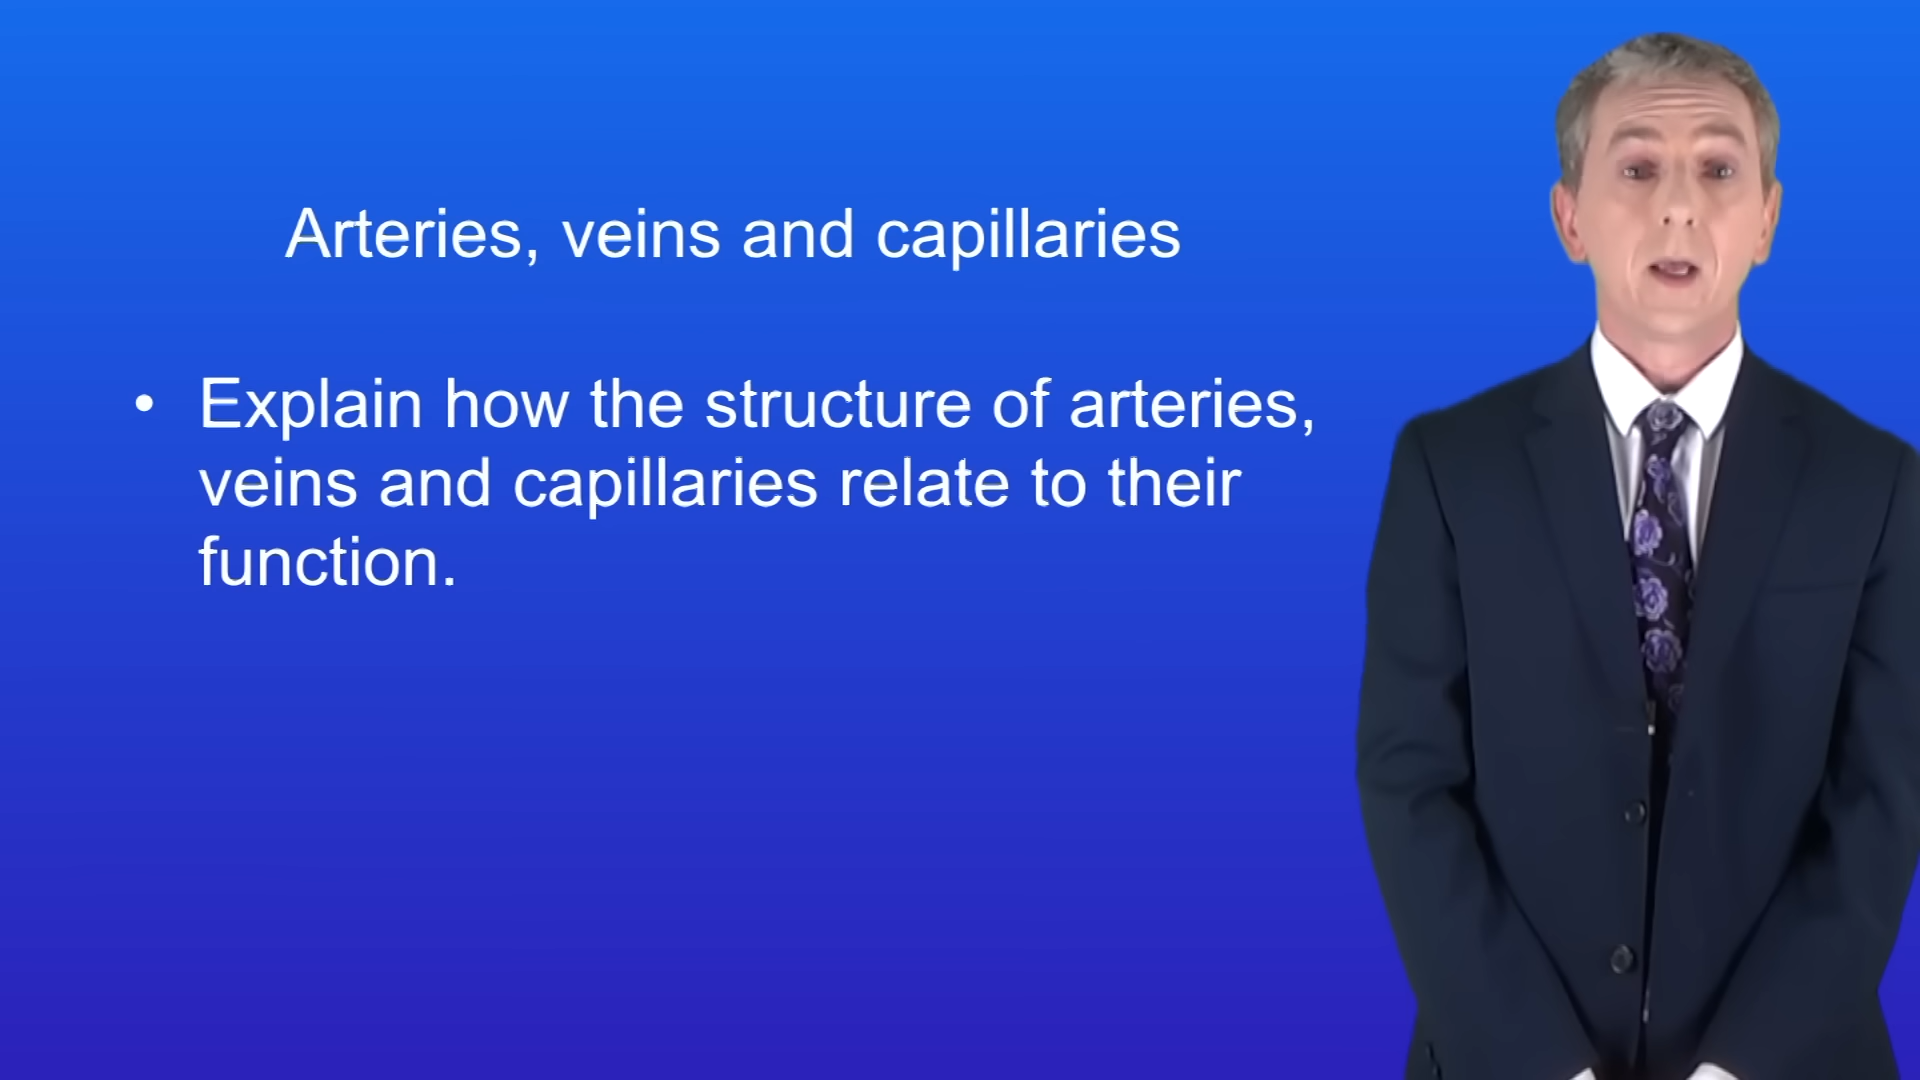 Arteries, veins and capillaries
• Explain how the structure of arteries,
veins and capillaries relate to their
function.